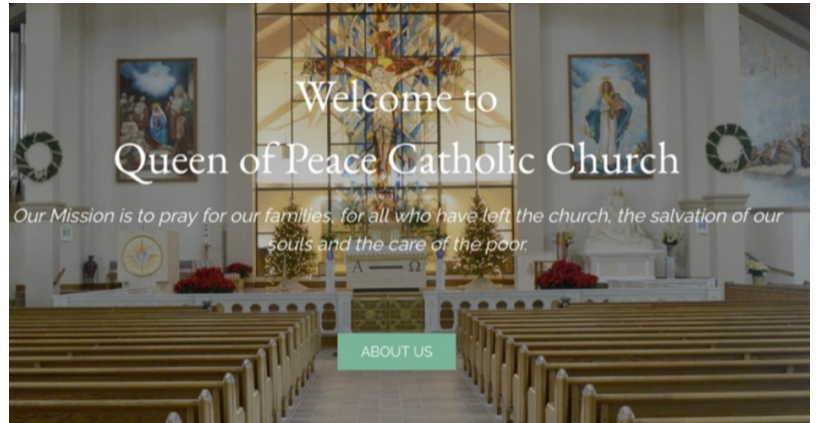 Welcome to
Queen of Peace Catholic Church
Our Mission is to pray for our families, for all who have left the church, the salvation of our
souls and the care of the poor.
Α Ω
ABOUT US